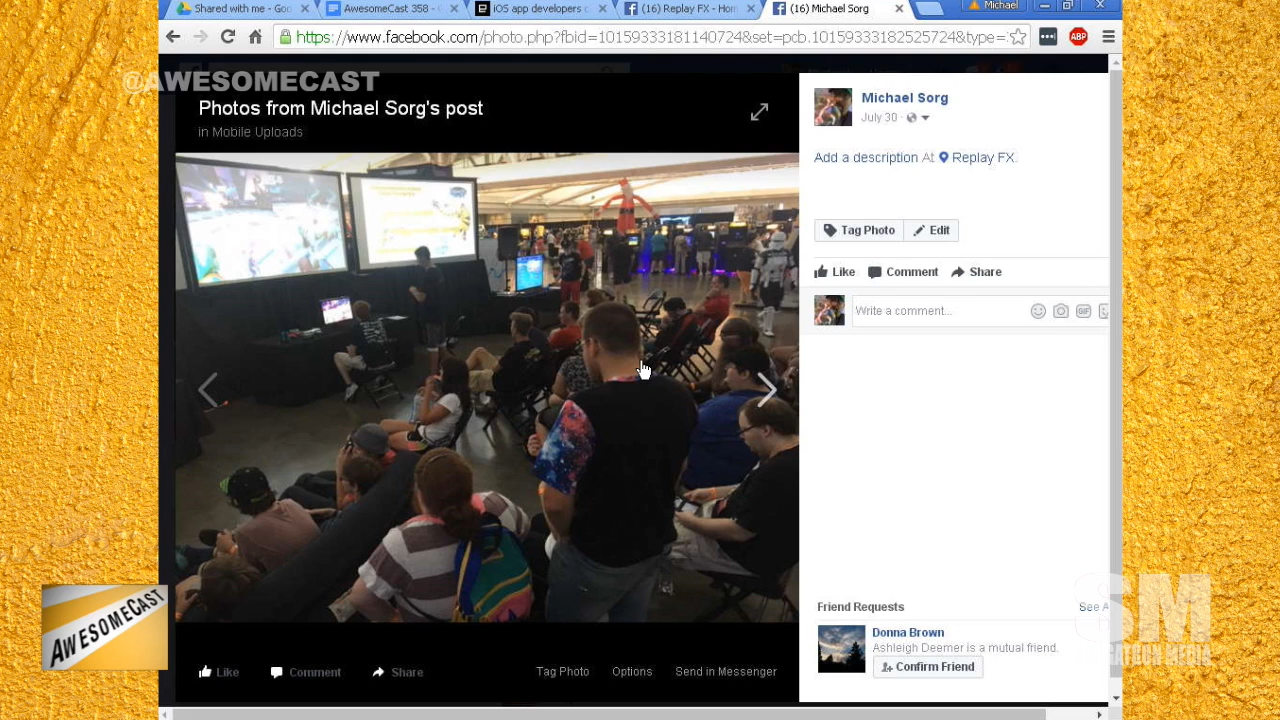 Shared with me - Goo
AwesomeCast 358 - G
iOS app developers c
(16) Replay FX - Hom
(16) Michael Sorg
Michael
https://www.facebook.com/photo.php?fbid=10159333181140724&set=pcb.10159333182525724&type=
ABP
@AWESOMECAST
Photos from Michael Sorg's post
in Mobile Uploads
Michael Sorg
July 30
Add a description At Replay FX.
Tag Photo
Edit
Like
Comment
Share
Write a comment...
GIF
Friend Requests
See A
Donna Brown
Ashleigh Deemer is a mutual friend.
Confirm Friend
Like
Comment
Share
Tag Photo
Options
Send in Messenger
AWESOMECAST
SM